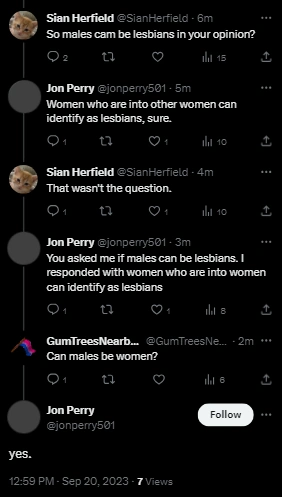 Sian Herfield @SianHerfield · 6m
So males cam be lesbians in your opinion?
2 15
Jon Perry @jonperry501 · 5m
Women who are into other women can
identify as lesbians, sure.
1 1 10
Sian Herfield @SianHerfield · 4m
That wasn't the question.
1 1 10
Jon Perry @jonperry501 · 3m
You asked me if males can be lesbians. I
responded with women who are into women
can identify as lesbians
1 1 8
GumTreesNearb... @GumTreesNe... · 2m
Can males be women?
1 6
Jon Perry
@jonperry501
Follow
yes.
12:59 PM · Sep 20, 2023 · 7 Views